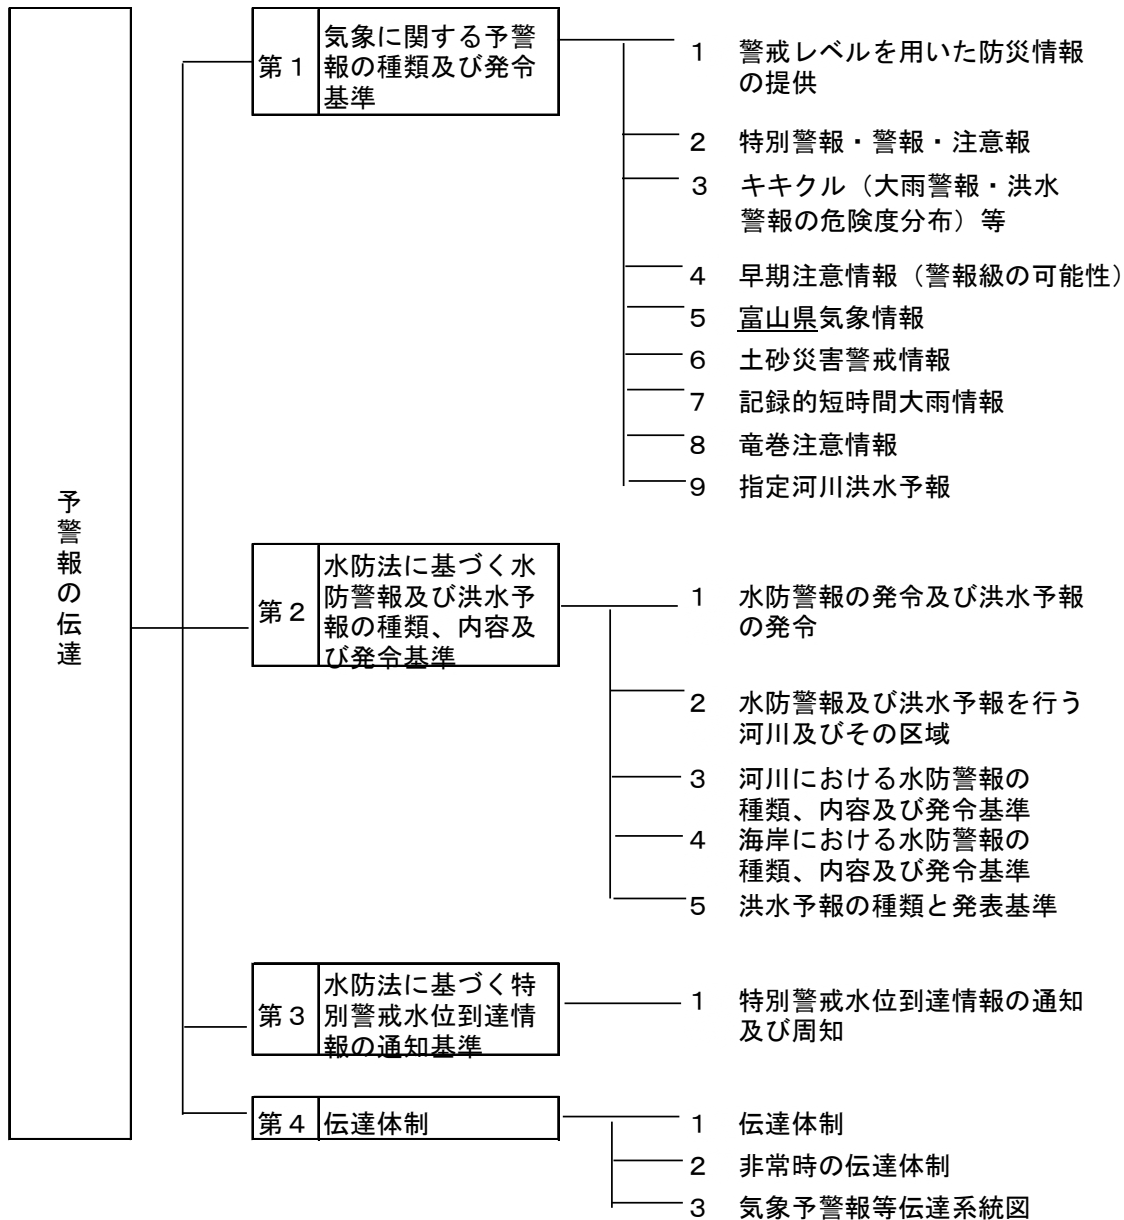 予警報の伝達
第１
気象に関する予警
報の種類及び発令
基準
１　警戒レベルを用いた防災情報
の提供
２　特別警報・警報・注意報
３　キキクル（大雨警報・洪水
警報の危険度分布）等
４　早期注意情報（警報級の可能性）
５　富山県気象情報
６　土砂災害警戒情報
７　記録的短時間大雨情報
８　竜巻注意情報
９　指定河川洪水予報
第２
水防法に基づく水
防警報及び洪水予
報の種類、内容及
び発令基準
１　水防警報の発令及び洪水予報
の発令
２　水防警報及び洪水予報を行う
河川及びその区域
３　河川における水防警報の
種類、内容及び発令基準
４　海岸における水防警報の
種類、内容及び発令基準
５　洪水予報の種類と発表基準
第３
水防法に基づく特
別警戒水位到達情
報の通知基準
１　特別警戒水位到達情報の通知
及び周知
第４
伝達体制
１　伝達体制
２　非常時の伝達体制
３　気象予警報等伝達系統図